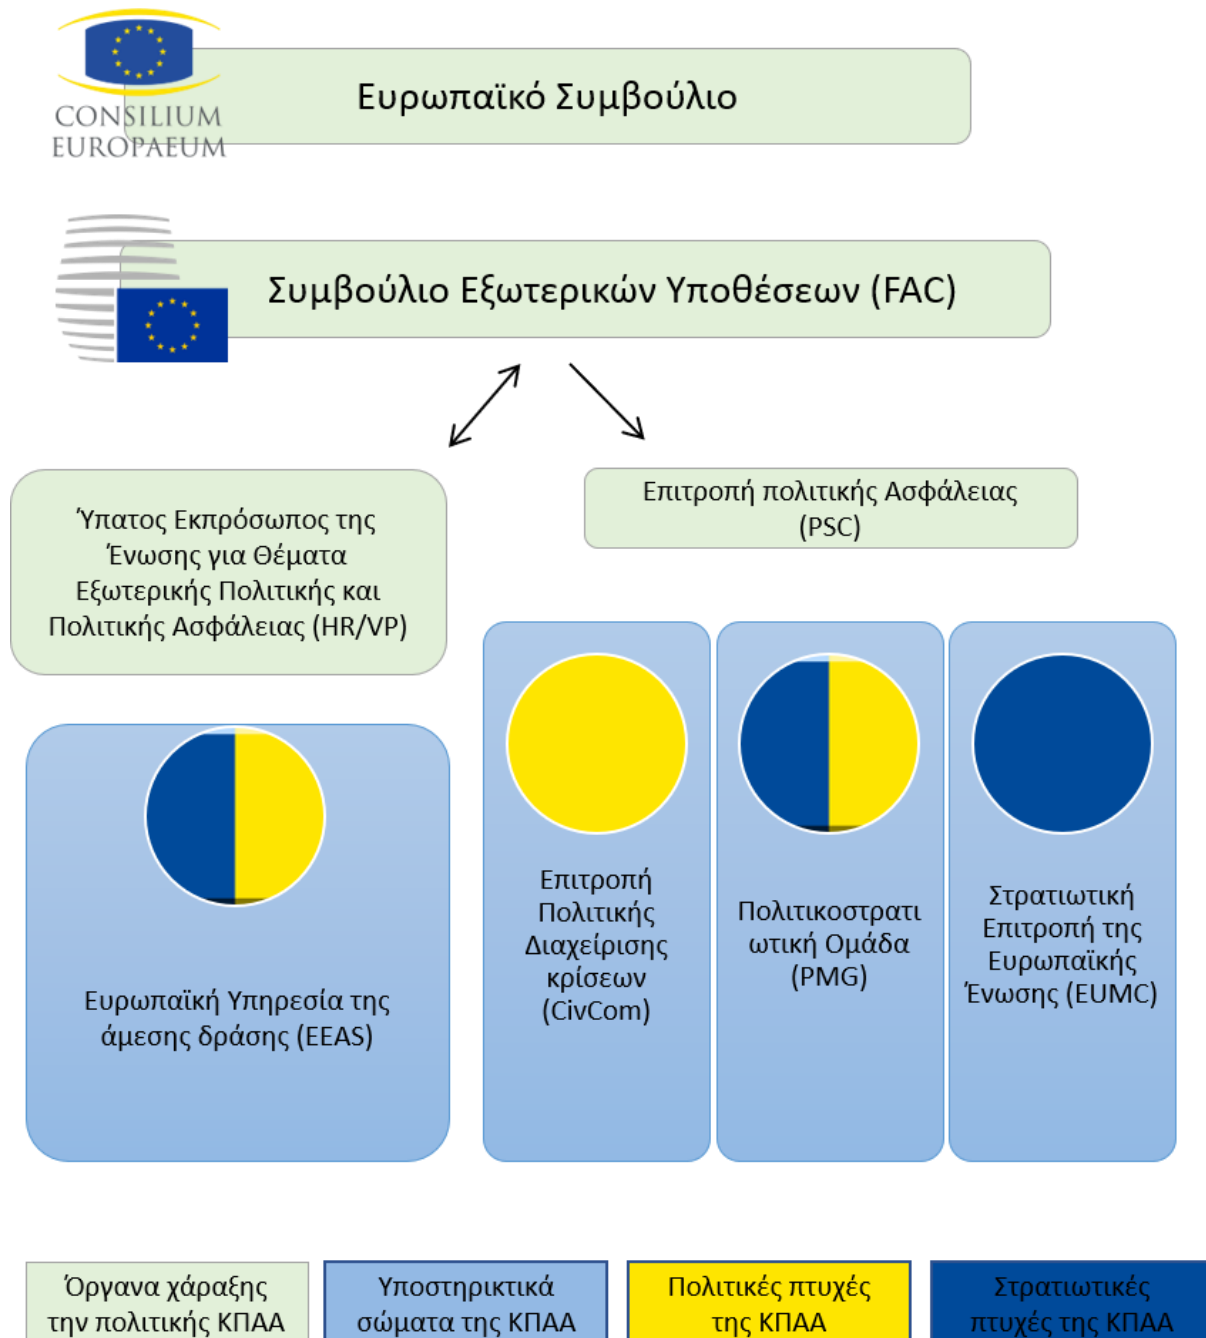 CONSILIUM
EUROPAEUM
Ευρωπαϊκό Συμβούλιο
Συμβούλιο Εξωτερικών Υποθέσεων (FAC)
Ύπατος Εκπρόσωπος της
Ένωσης για Θέματα
Εξωτερικής Πολιτικής και
Πολιτικής Ασφάλειας (HR/VP)
Επιτροπή πολιτικής Ασφάλειας
(PSC)
Ευρωπαϊκή Υπηρεσία της
άμεσης δράσης (EEAS)
Επιτροπή
Πολιτικής
Διαχείρισης
κρίσεων
(CivCom)
Πολιτικοστρατι
ωτική Ομάδα
(PMG)
Στρατιωτική
Επιτροπή της
Ευρωπαϊκής
Ένωσης (EUMC)
Όργανα χάραξης
την πολιτικής ΚΠΑΑ
Υποστηρικτικά
σώματα της ΚΠΑΑ
Πολιτικές πτυχές
της ΚΠΑΑ
Στρατιωτικές
πτυχές της ΚΠΑΑ